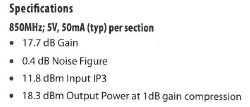 Specifications
850MHz; 5V, 50mA (typ) per section
• 17.7 dB Gain
• 0.4 dB Noise Figure
• 11.8 dBm Input IP3
• 18.3 dBm Output Power at 1dB gain compression